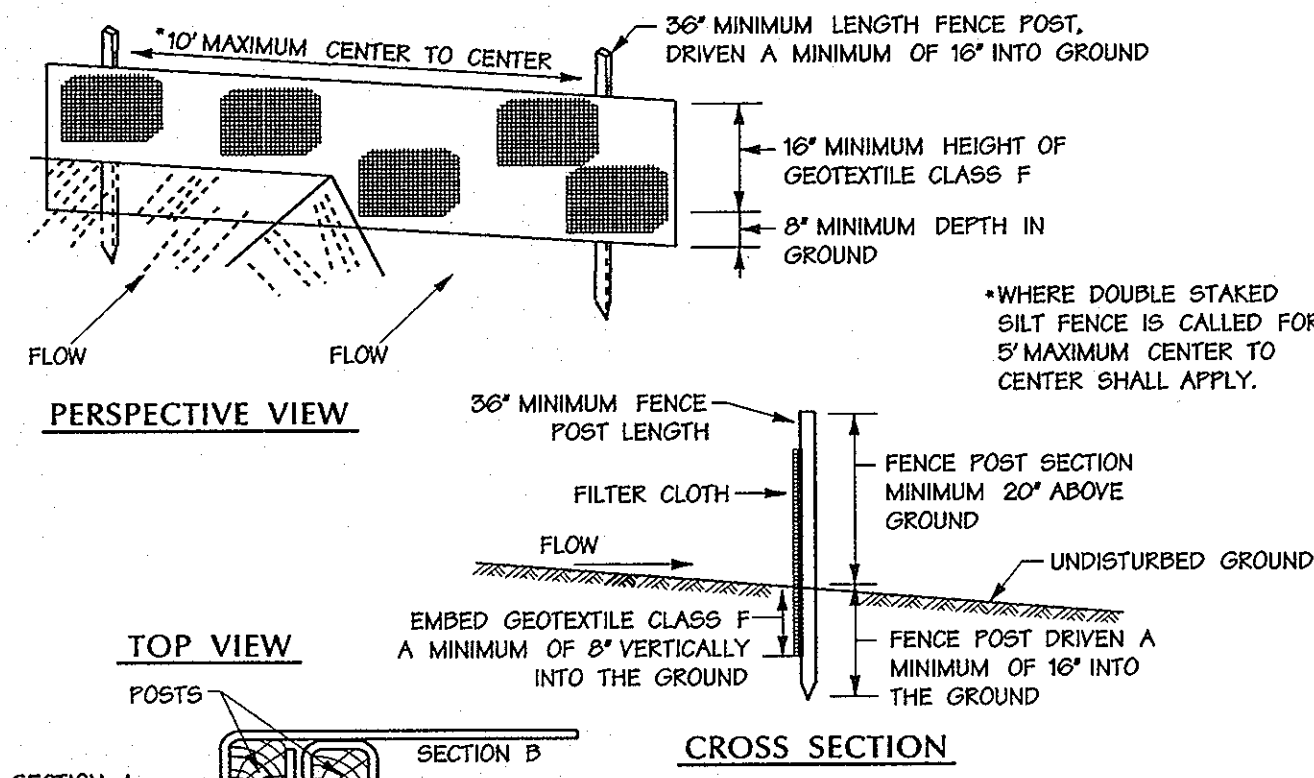 *10' MAXIMUM CENTER TO CENTER
36" MINIMUM LENGTH FENCE POST,
DRIVEN A MINIMUM OF 16" INTO GROUND
16" MINIMUM HEIGHT OF
GEOTEXTILE CLASS F
8" MINIMUM DEPTH IN
GROUND
FLOW
FLOW
PERSPECTIVE VIEW
*WHERE DOUBLE STAKED
SILT FENCE IS CALLED FOR
5' MAXIMUM CENTER TO
CENTER SHALL APPLY.
36" MINIMUM FENCE
POST LENGTH
FILTER CLOTH
FLOW
FENCE POST SECTION
MINIMUM 20" ABOVE
GROUND
UNDISTURBED GROUND
EMBED GEOTEXTILE CLASS F
A MINIMUM OF 8" VERTICALLY
INTO THE GROUND
FENCE POST DRIVEN A
MINIMUM OF 16" INTO
THE GROUND
CROSS SECTION
TOP VIEW
POSTS
SECTION B